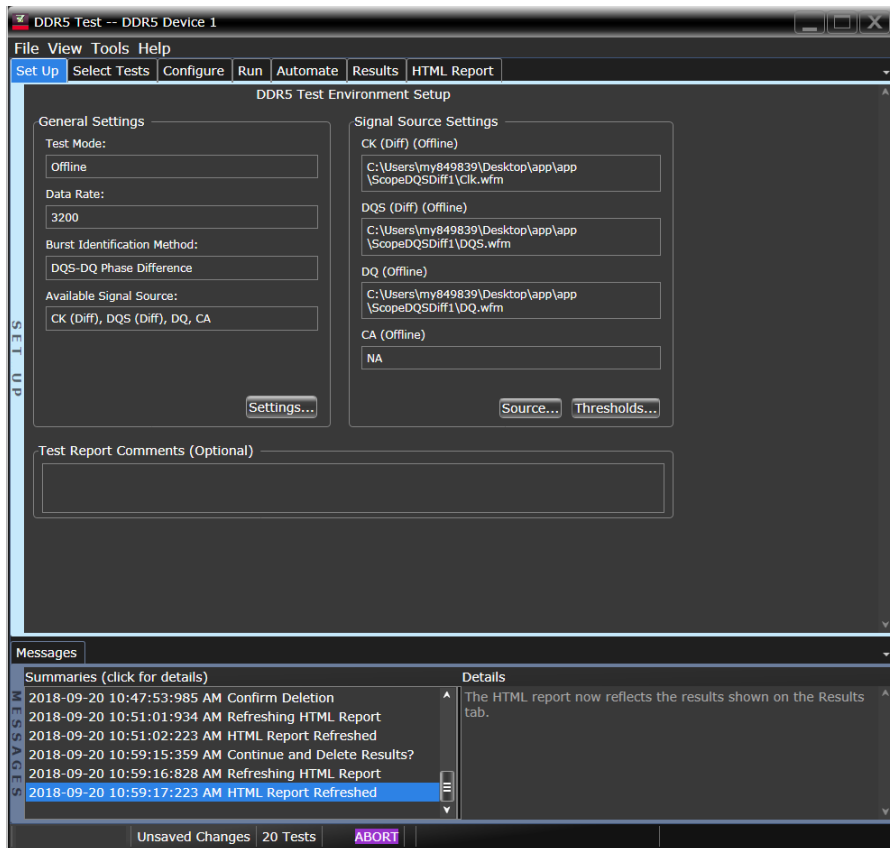 DDR5 Test -- DDR5 Device 1
File View Tools Help
Set Up Select Tests Configure Run Automate Results HTML Report
DDR5 Test Environment Setup
SET UP
General Settings
Test Mode:
Offline
Data Rate:
3200
Burst Identification Method:
DQS-DQ Phase Difference
Available Signal Source:
CK (Diff), DQS (Diff), DQ, CA
Settings...
Signal Source Settings
CK (Diff) (Offline)
C:\Users\my849839\Desktop\app\app
\ScopeDQSDiff1\Clk.wfm
DQS (Diff) (Offline)
C:\Users\my849839\Desktop\app\app
\ScopeDQSDiff1\DQS.wfm
DQ (Offline)
C:\Users\my849839\Desktop\app\app
\ScopeDQSDiff1\DQ.wfm
CA (Offline)
NA
Source... Thresholds...
Test Report Comments (Optional)
Messages
MESSAGES
Summaries (click for details)
2018-09-20 10:47:53:985 AM Confirm Deletion
2018-09-20 10:51:01:934 AM Refreshing HTML Report
2018-09-20 10:51:02:223 AM HTML Report Refreshed
2018-09-20 10:59:15:359 AM Continue and Delete Results?
2018-09-20 10:59:16:828 AM Refreshing HTML Report
2018-09-20 10:59:17:223 AM HTML Report Refreshed
Details
The HTML report now reflects the results shown on the Results
tab.
Unsaved Changes 20 Tests ABORT